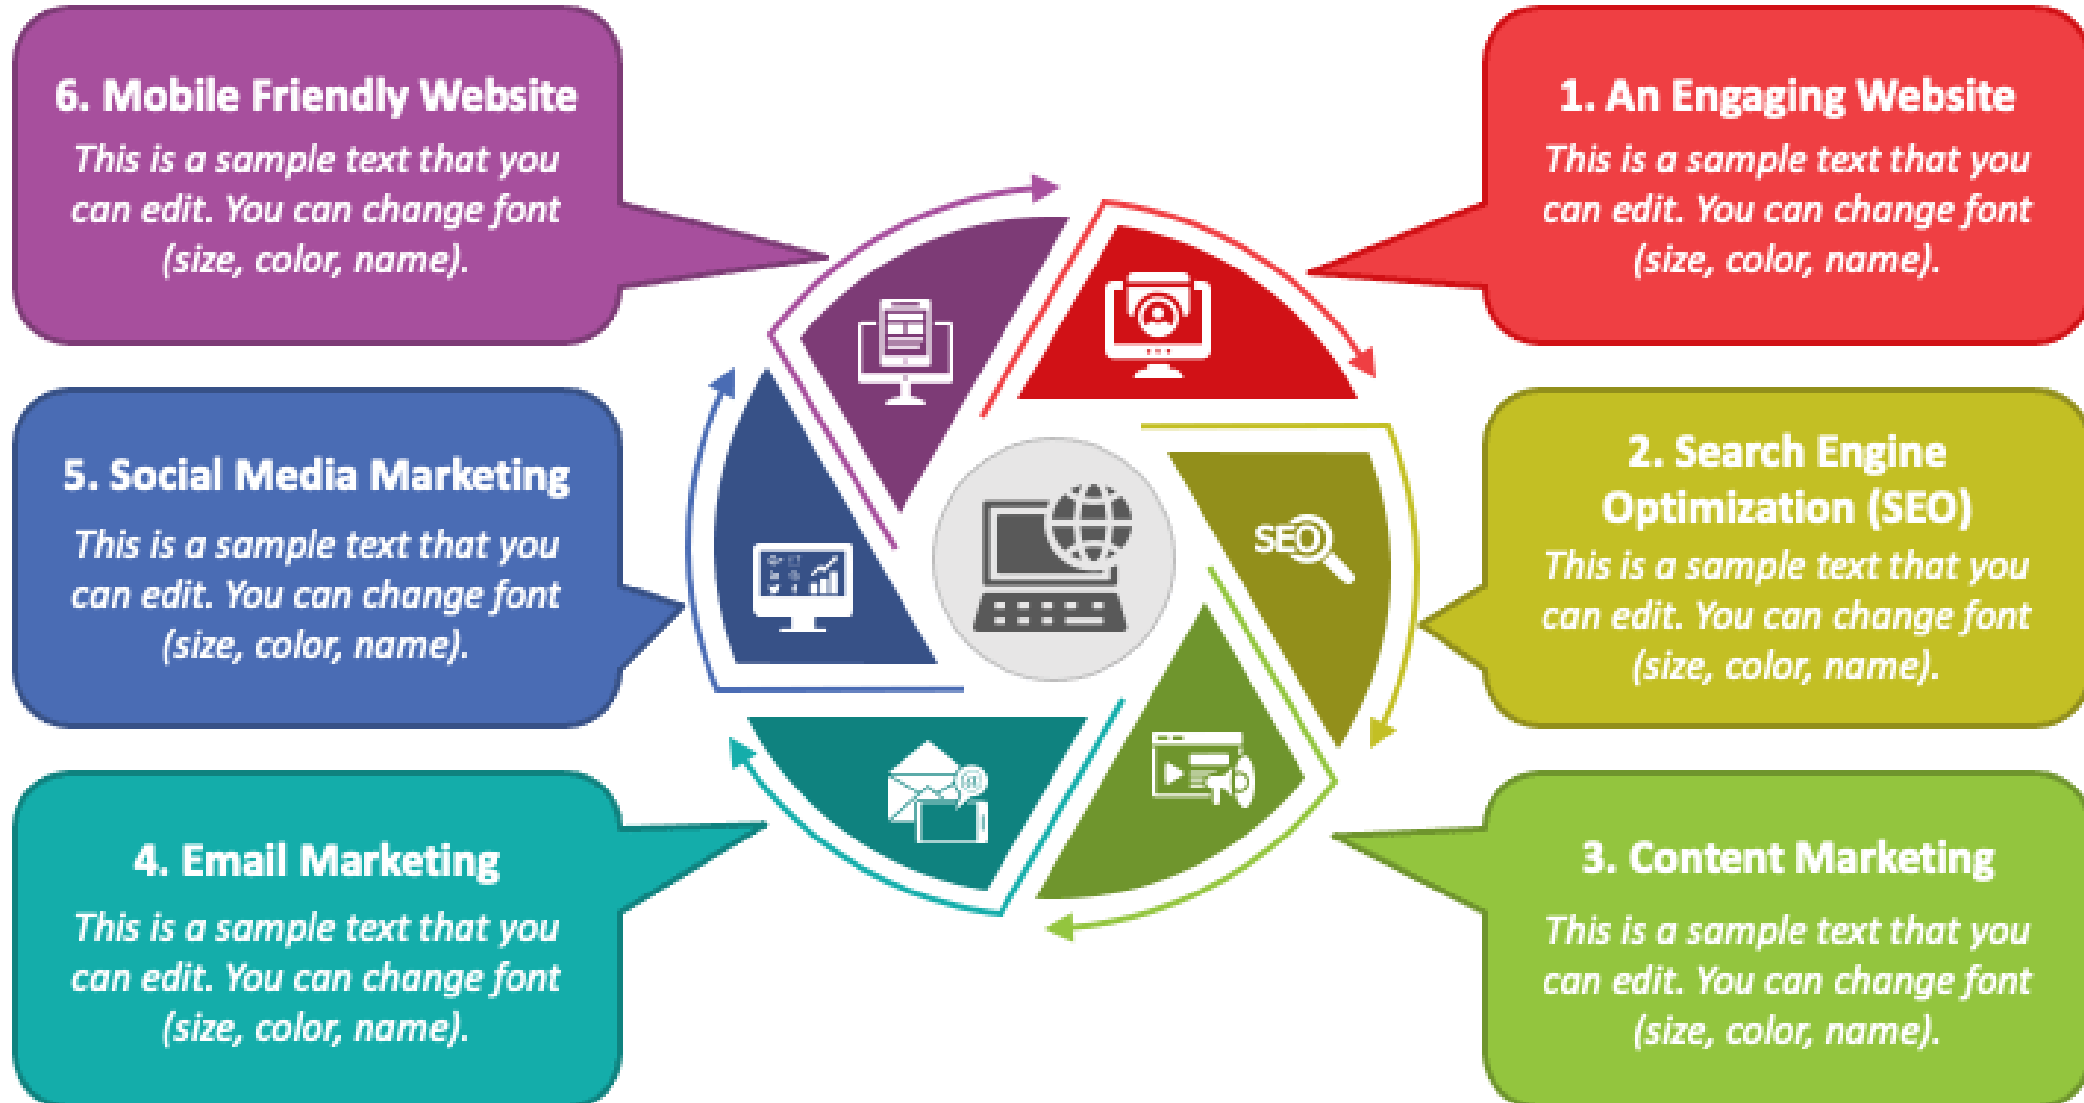 6. Mobile Friendly Website
This is a sample text that you
can edit. You can change font
(size, color, name).
1. An Engaging Website
This is a sample text that you
can edit. You can change font
(size, color, name).
5. Social Media Marketing
This is a sample text that you
can edit. You can change font
(size, color, name).
SEO
2. Search Engine
Optimization (SEO)
This is a sample text that you
can edit. You can change font
(size, color, name).
4. Email Marketing
This is a sample text that you
can edit. You can change font
(size, color, name).
@
3. Content Marketing
This is a sample text that you
can edit. You can change font
(size, color, name).